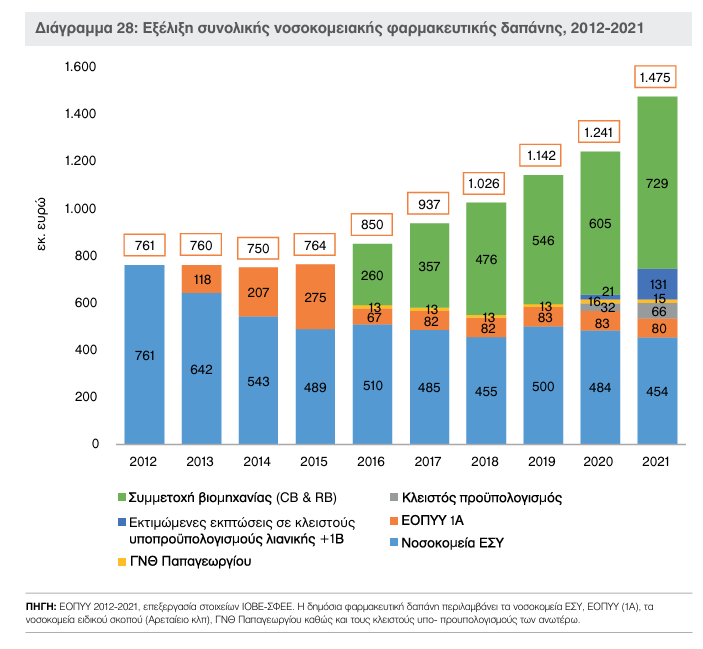 Διάγραμμα 28: Εξέλιξη συνολικής νοσοκομειακής φαρμακευτικής δαπάνης, 2012-2021
εκ. ευρώ
1.600
1.400
1.200
1.000
800
600
400
200
0
761 760 750 764 850 937 1.026 1.142 1.241 1.475
260 357 476 546 605 729
21 131
13 13 13 13 16 15
32 66
118 207 275 67 82 82 83 83 80
761 642 543 489 510 485 455 500 484 454
2012 2013 2014 2015 2016 2017 2018 2019 2020 2021
Συμμετοχή βιομηχανίας (CB & RB)
Εκτιμώμενες εκπτώσεις σε κλειστούς
υποπροϋπολογισμούς λιανικής +1Β
ΓΝΘ Παπαγεωργίου
Κλειστός προϋπολογισμός
ΕΟΠΥΥ 1Α
Νοσοκομεία ΕΣΥ
ΠΗΓΗ: ΕΟΠΥΥ 2012-2021, επεξεργασία στοιχείων ΙΟΒΕ-ΣΦΕΕ. Η δημόσια φαρμακευτική δαπάνη περιλαμβάνει τα νοσοκομεία ΕΣΥ, ΕΟΠΥΥ (1Α), τα
νοσοκομεία ειδικού σκοπού (Αρεταίειο κλπ), ΓΝΘ Παπαγεωργίου καθώς και τους κλειστούς υπο- προυπολογισμούς των ανωτέρω.